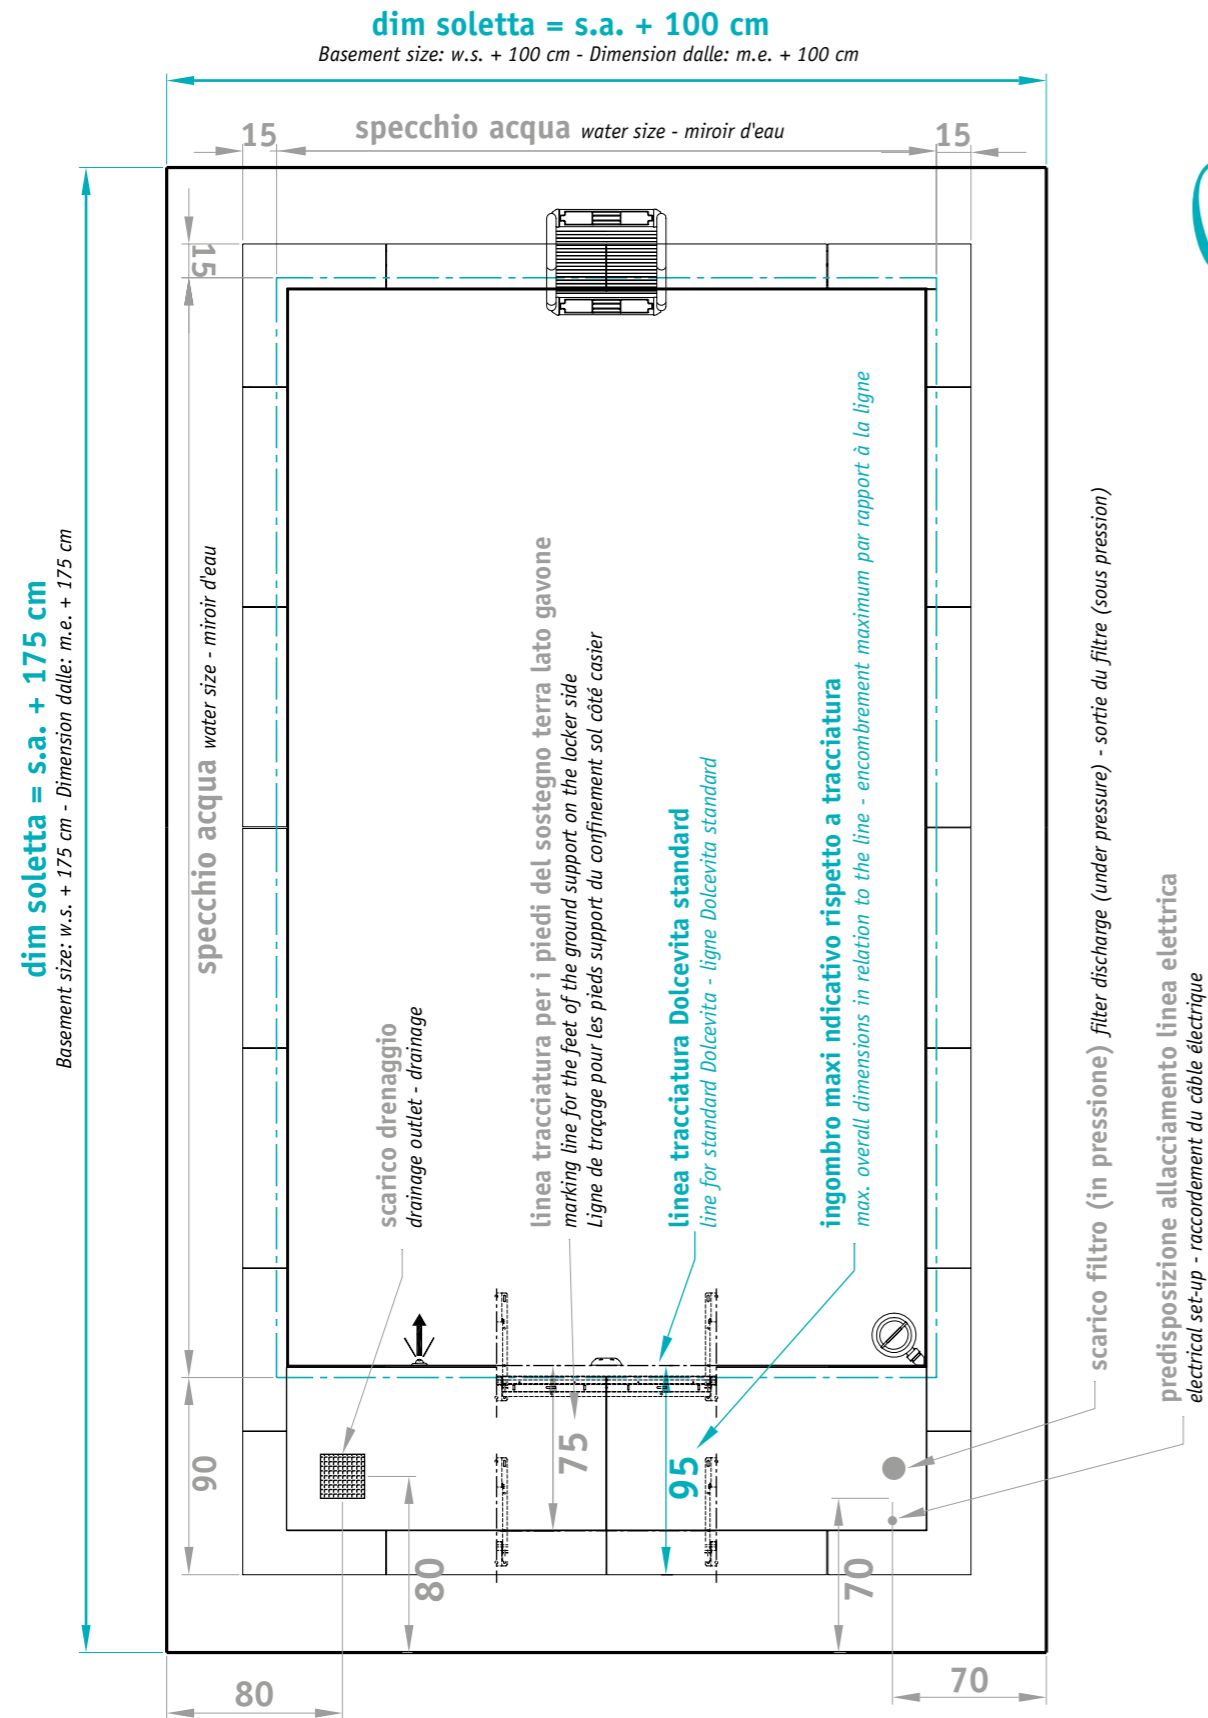 dim soletta = s.a. + 100 cm
Basement size: w.s. + 100 cm - Dimension dalle: m.e. + 100 cm
15
specchio acqua water size - miroir d'eau
15
15
dim soletta = s.a. + 175 cm
Basement size: w.s. + 175 cm - Dimension dalle: m.e. + 175 cm
specchio acqua water size - miroir d'eau
scarico drenaggio
drainage outlet - drainage
linea tracciatura per i piedi del sostegno terra lato gavone
marking line for the feet of the ground support on the locker side
Ligne de traçage pour les pieds support du confinement sol côté casier
linea tracciatura Dolcevita standard
line for standard Dolcevita - ligne Dolcevita standard
ingombro maxi ndicativo rispetto a tracciatura
max. overall dimensions in relation to the line - encombrement maximum par rapport à la ligne
scarico filtro (in pressione) filter discharge (under pressure) - sortie du filtre (sous pression)
predisposizione allacciamento linea elettrica
electrical set-up - raccordement du câble électrique
90
75
95
80
70
80
70